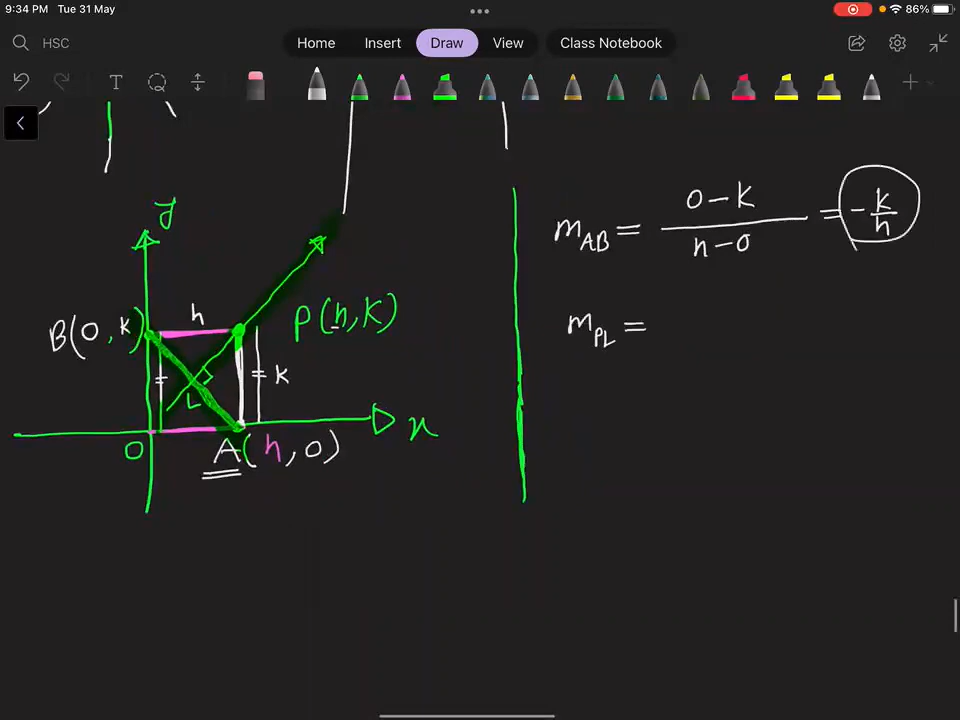 9:34 PM Tue 31 May
86%
HSC
Home Insert Draw View Class Notebook
T
y
B(0, k)
h
P(h, k)
L
= k
0
A(h, 0)
x
m_AB = (0 - k)/(h - 0) = -k/h
m_PL =